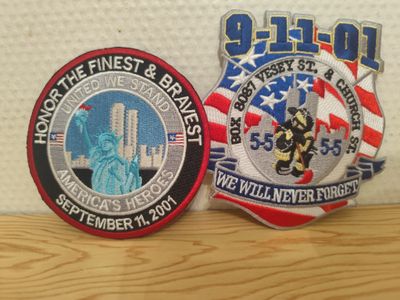 HONOR THE FINEST & BRAVEST
UNITED WE STAND
AMERICA'S HEROES
SEPTEMBER 11, 2001
9-11-01
BOX 8087 VESEY ST. & CHURCH ST.
5-5 5-5
WE WILL NEVER FORGET